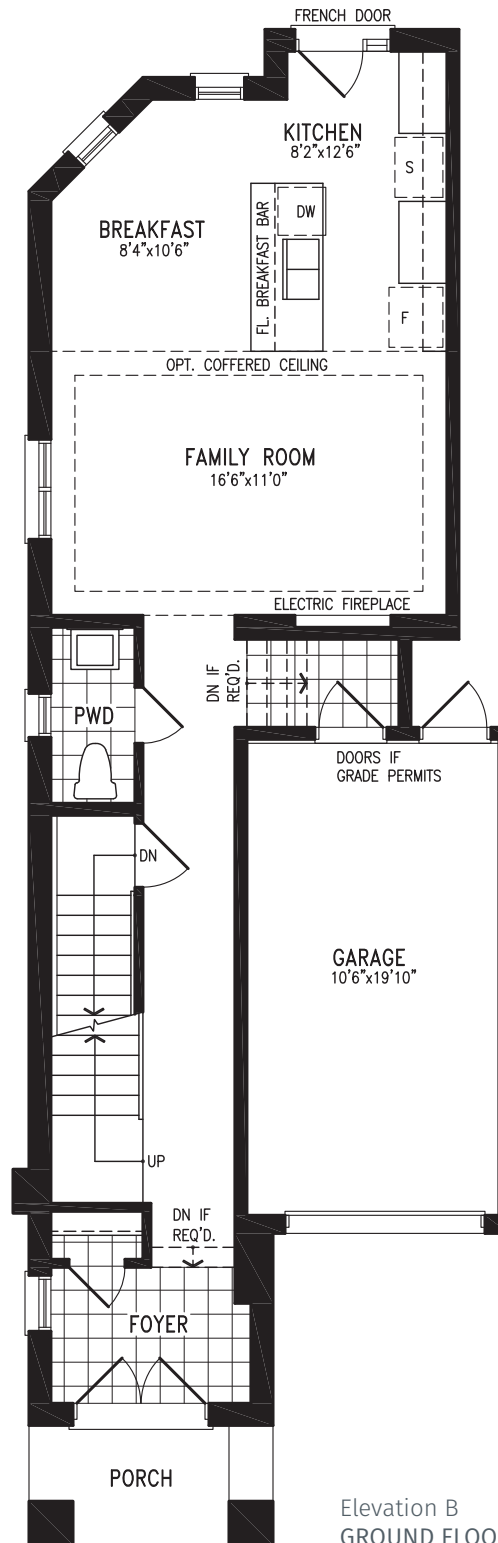 FRENCH DOOR
KITCHEN
8'2"x12'6"
S
BREAKFAST
8'4"x10'6"
FL. BREAKFAST BAR
DW
F
OPT. COFFERED CEILING
FAMILY ROOM
16'6"x11'0"
ELECTRIC FIREPLACE
DN IF
REQ'D.
PWD
DOORS IF
GRADE PERMITS
DN
GARAGE
10'6"x19'10"
UP
DN IF
REQ'D.
FOYER
PORCH
Elevation B
GROUND FLOO